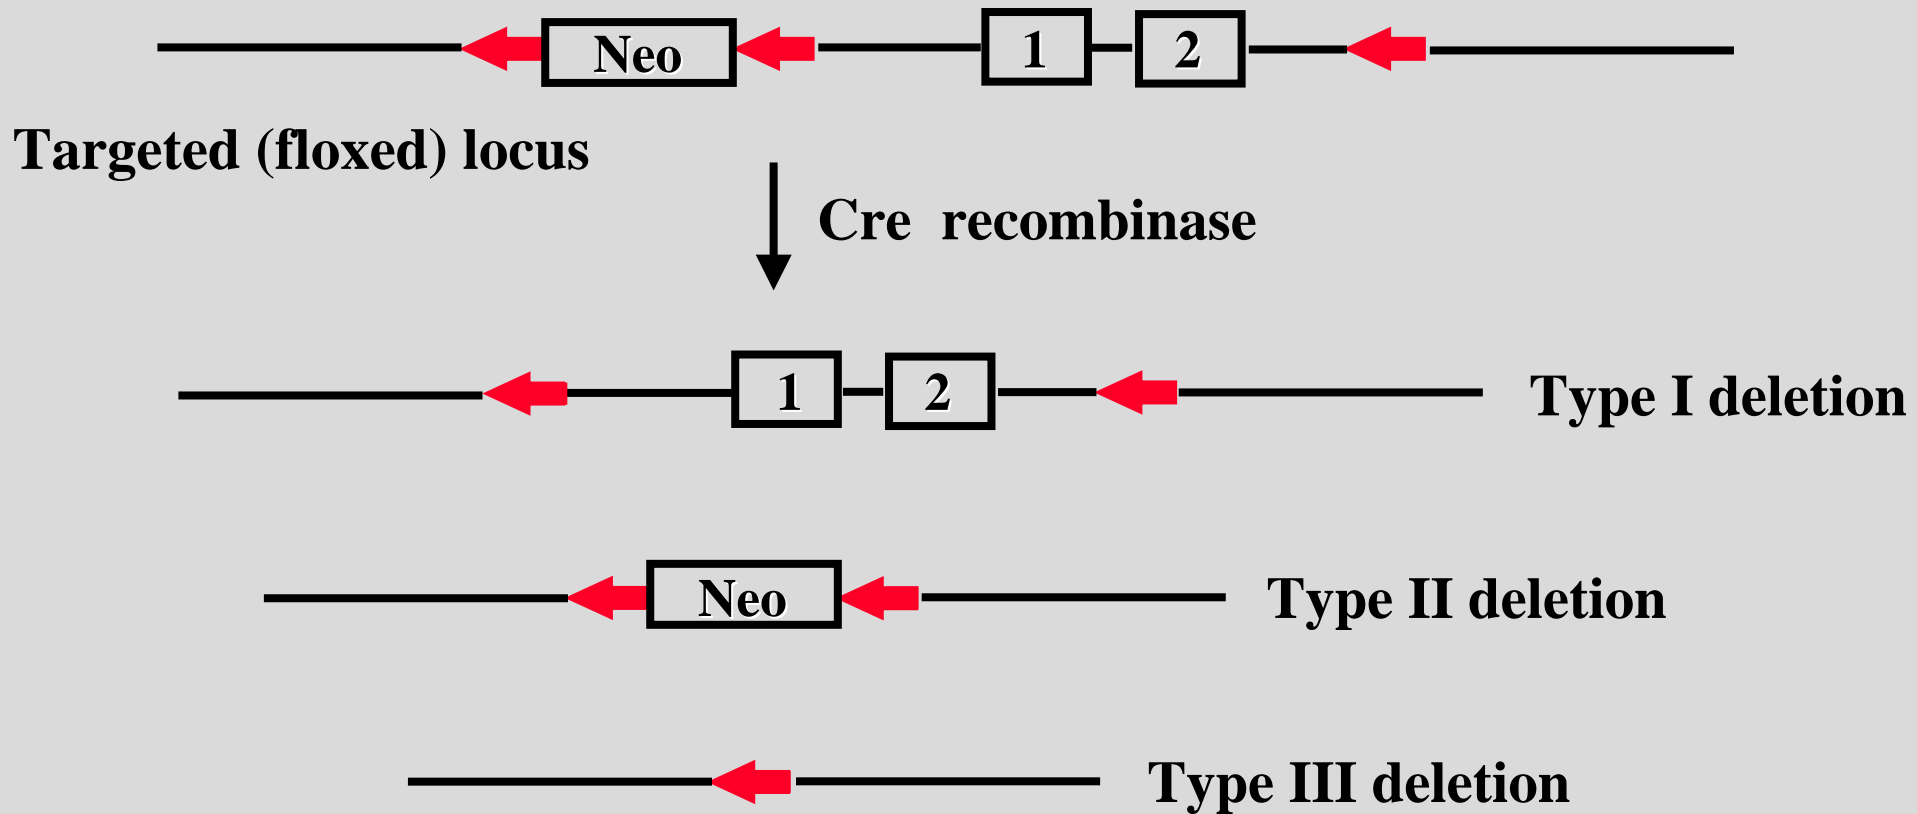 Neo 1 2
Targeted (floxed) locus
Cre recombinase
1 2 Type I deletion
Neo Type II deletion
Type III deletion